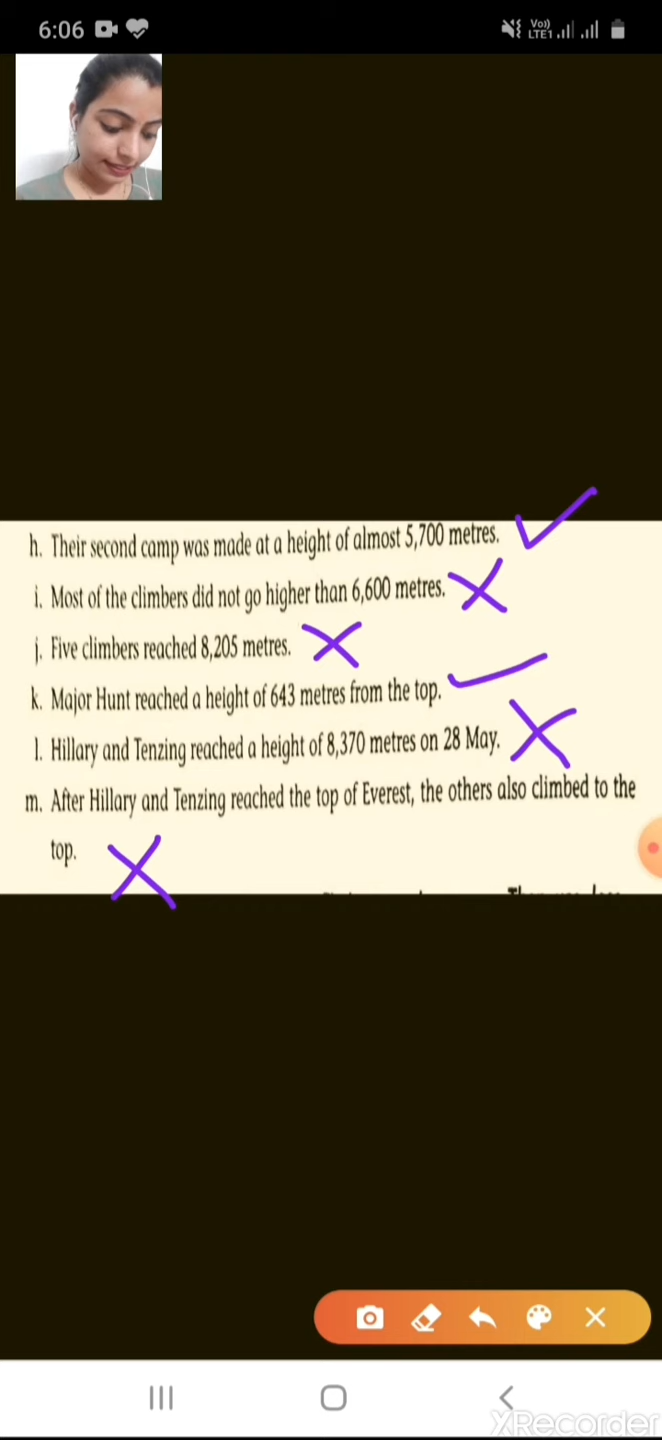 6:06
Vo))
LTE1
h. Their second camp was made at a height of almost 5,700 metres.
i. Most of the climbers did not go higher than 6,600 metres.
j. Five climbers reached 8,205 metres.
k. Major Hunt reached a height of 643 metres from the top.
l. Hillary and Tenzing reached a height of 8,370 metres on 28 May.
m. After Hillary and Tenzing reached the top of Everest, the others also climbed to the
top.
XRecorder